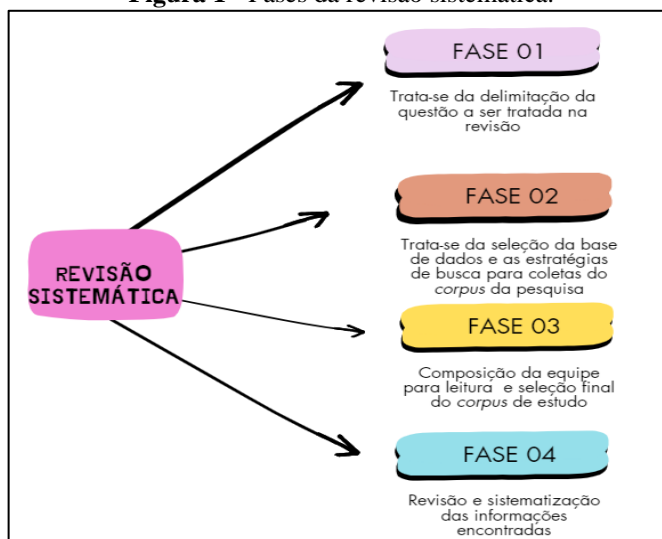 Figura 1 - Fases da revisão sistemática.
FASE 01
Trata-se da delimitação da
questão a ser tratada na
revisão
FASE 02
Trata-se da seleção da base
de dados e as estratégias
de busca para coletas do
corpus da pesquisa
REVISÃO
SISTEMÁTICA
FASE 03
Composição da equipe
para leitura e seleção final
do corpus de estudo
FASE 04
Revisão e sistematização
das informações
encontradas